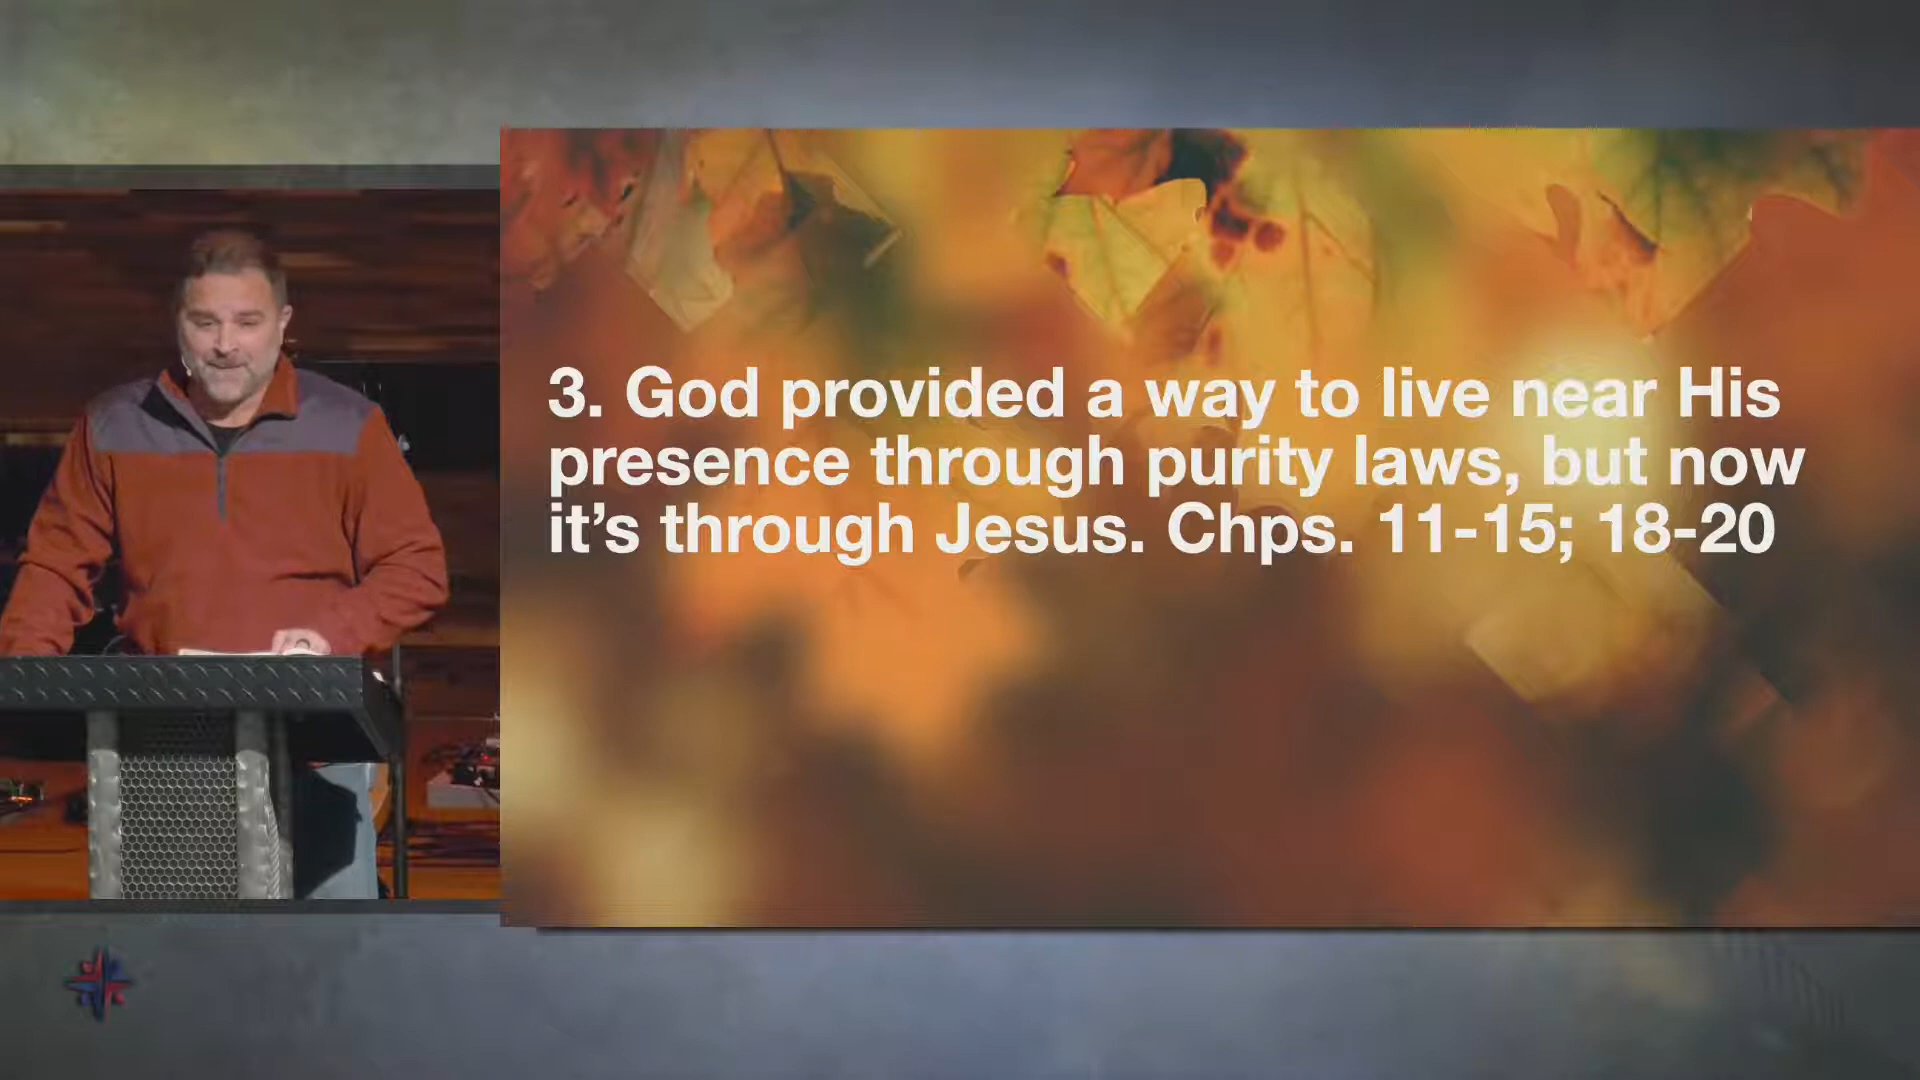 3. God provided a way to live near His
presence through purity laws, but now
it’s through Jesus. Chps. 11-15; 18-20